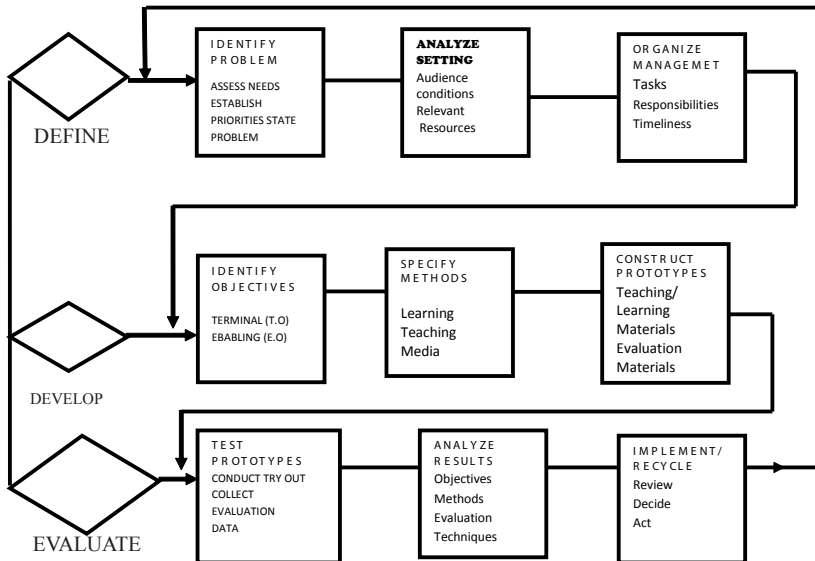 IDENTIFY
PROBLEM
ASSESS NEEDS
ESTABLISH
PRIORITIES STATE
PROBLEM
ANALYZE
SETTING
Audience
conditions
Relevant
Resources
ORGANIZE
MANAGEMET
Tasks
Responsibilities
Timeliness
DEFINE
IDENTIFY
OBJECTIVES
TERMINAL (T.O)
EBABLING (E.O)
SPECIFY
METHODS
Learning
Teaching
Media
CONSTRUCT
PROTOTYPES
Teaching/
Learning
Materials
Evaluation
Materials
DEVELOP
TEST
PROTOTYPES
CONDUCT TRY OUT
COLLECT
EVALUATION
DATA
ANALYZE
RESULTS
Objectives
Methods
Evaluation
Techniques
IMPLEMENT/
RECYCLE
Review
Decide
Act
EVALUATE